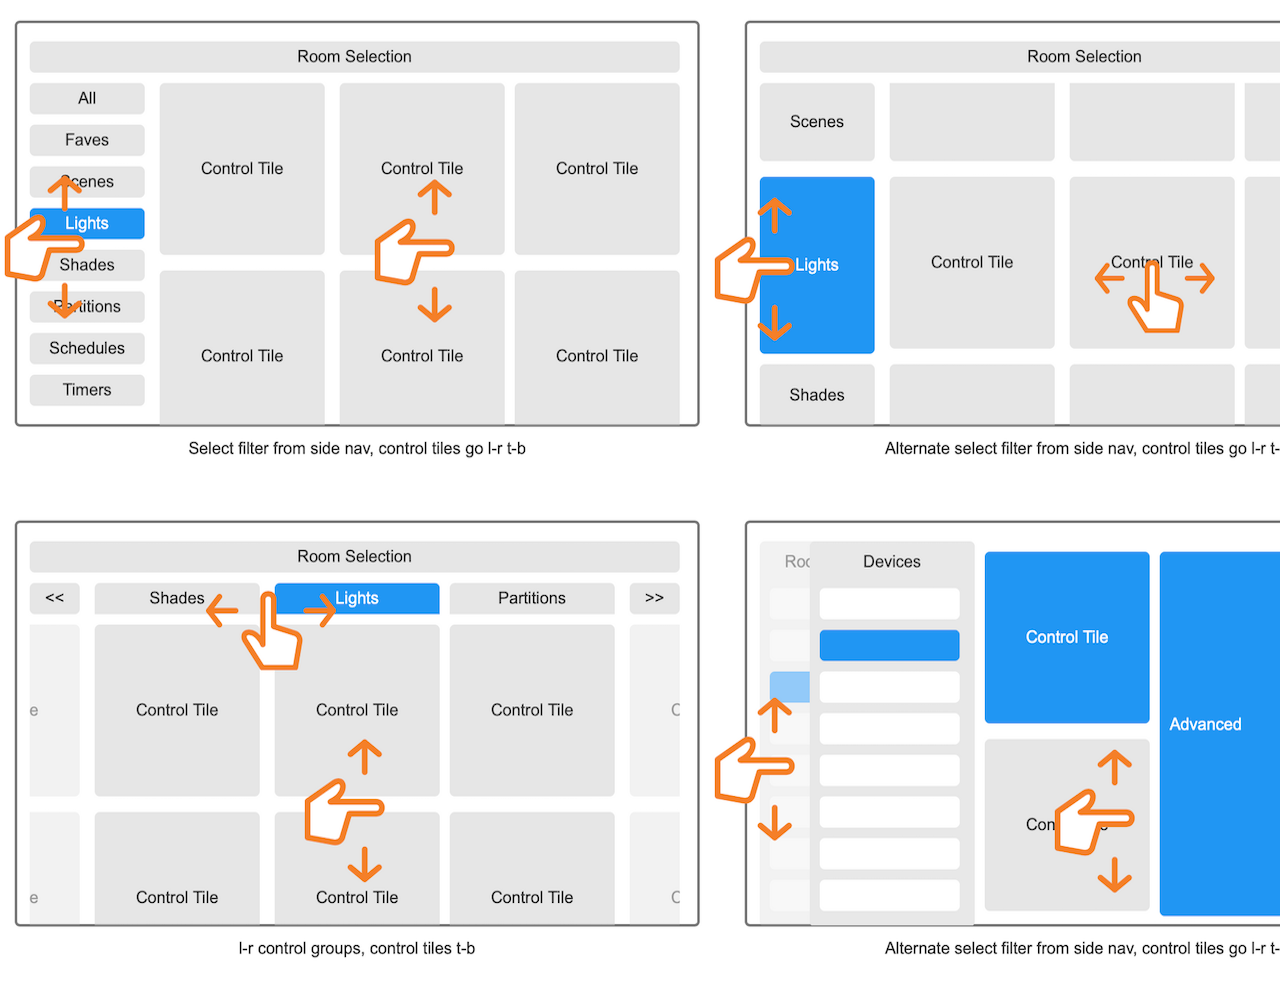 Room Selection
All
Faves
Scenes
Lights
Shades
Partitions
Schedules
Timers
Control Tile
Control Tile
Control Tile
Control Tile
Control Tile
Control Tile
Select filter from side nav, control tiles go l-r t-b
Room Selection
Scenes
Lights
Shades
Control Tile
Control Tile
Alternate select filter from side nav, control tiles go l-r t-
Room Selection
<<
Shades
Lights
Partitions
>>
e
Control Tile
Control Tile
Control Tile
C
e
Control Tile
Control Tile
Control Tile
C
l-r control groups, control tiles t-b
Roo
Devices
Control Tile
Advanced
Alternate select filter from side nav, control tiles go l-r t-